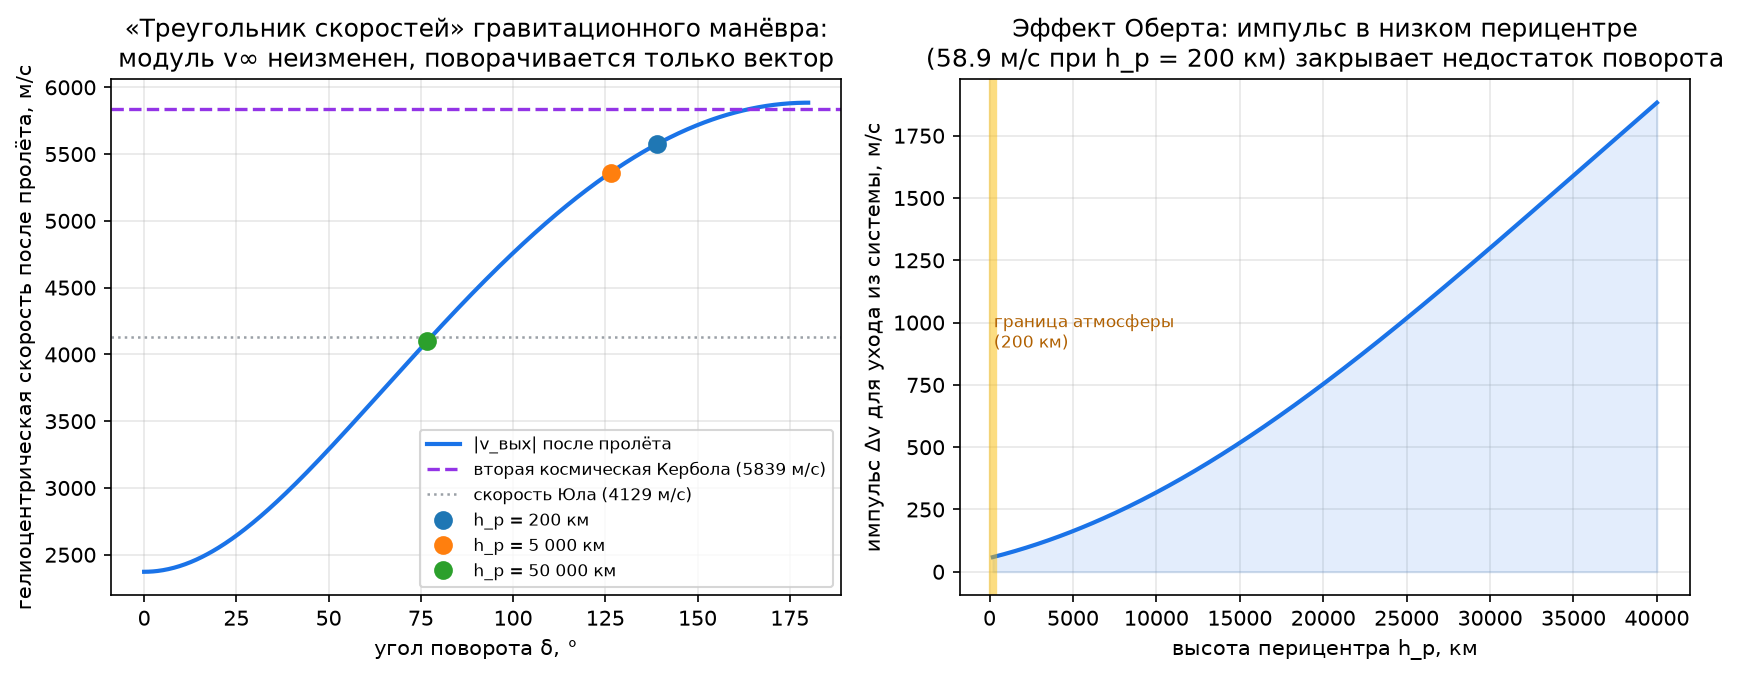 «Треугольник скоростей» гравитационного манёвра:
модуль v∞ неизменен, поворачивается только вектор
гелиоцентрическая скорость после пролёта, м/с
6000
5500
5000
4500
4000
3500
3000
2500
|v_вых| после пролёта
вторая космическая Кербола (5839 м/с)
скорость Юла (4129 м/с)
h_p = 200 км
h_p = 5 000 км
h_p = 50 000 км
0 25 50 75 100 125 150 175
угол поворота δ, °
Эффект Оберта: импульс в низком перицентре
(58.9 м/с при h_p = 200 км) закрывает недостаток поворота
импульс Δv для ухода из системы, м/с
1750
1500
1250
1000
750
500
250
0
граница атмосферы
(200 км)
0 5000 10000 15000 20000 25000 30000 35000 40000
высота перицентра h_p, км